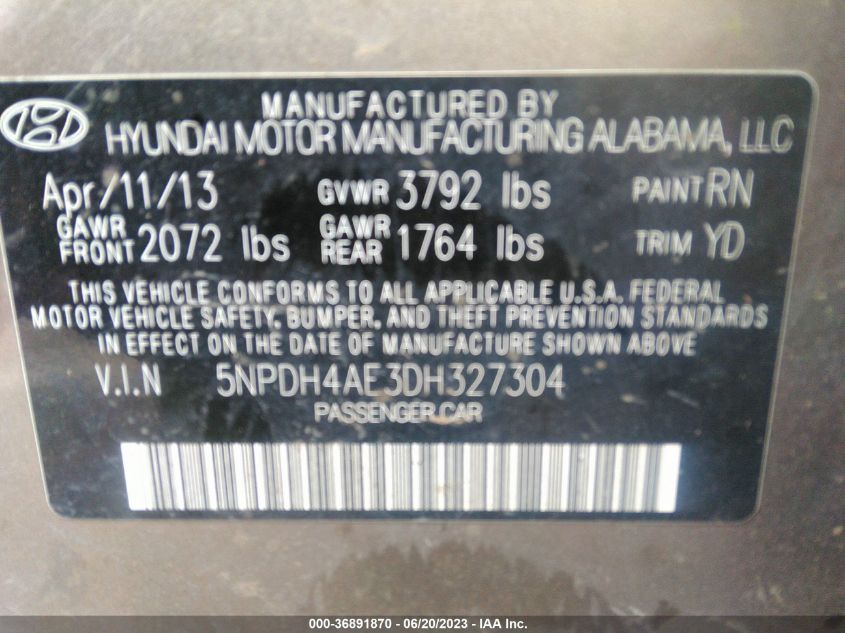 MANUFACTURED BY
HYUNDAI MOTOR MANUFACTURING ALABAMA, LLC
Apr/11/13 GVWR 3792 lbs PAINT RN
GAWR FRONT 2072 lbs GAWR REAR 1764 lbs TRIM YD
THIS VEHICLE CONFORMS TO ALL APPLICABLE U.S.A. FEDERAL
MOTOR VEHICLE SAFETY, BUMPER, AND THEFT PREVENTION STANDARDS
IN EFFECT ON THE DATE OF MANUFACTURE SHOWN ABOVE
V.I.N 5NPDH4AE3DH327304
PASSENGER CAR
000-36891870 - 06/20/2023 - IAA Inc.